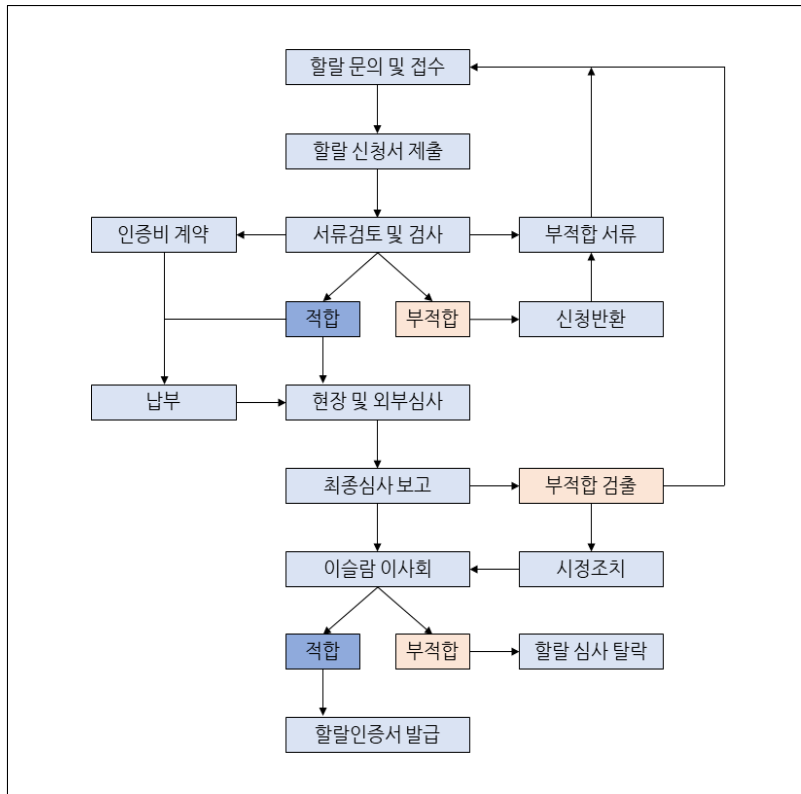 할랄 문의 및 접수
할랄 신청서 제출
인증비 계약
서류검토 및 검사
부적합 서류
적합
부적합
신청반환
납부
현장 및 외부심사
최종심사 보고
부적합 검출
이슬람 이사회
시정조치
적합
부적합
할랄 심사 탈락
할랄인증서 발급